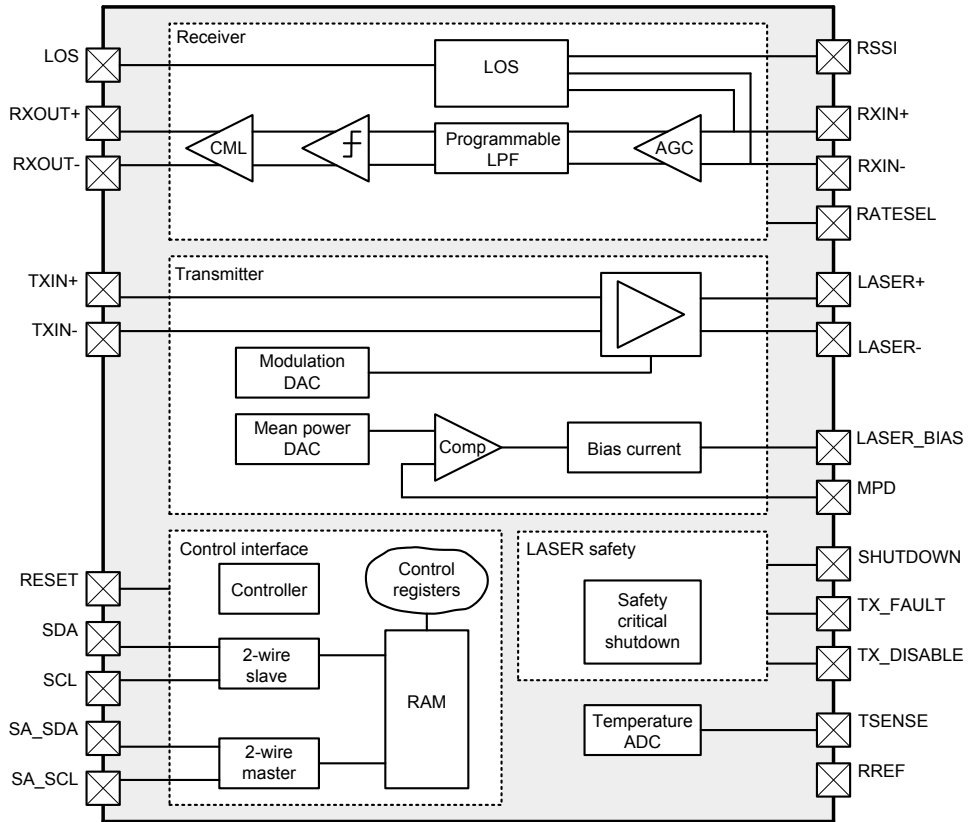 Receiver
LOS
LOS
RSSI
RXOUT+
RXIN+
CML
Programmable
LPF
AGC
RXOUT-
RXIN-
RATESEL
Transmitter
TXIN+
LASER+
TXIN-
LASER-
Modulation
DAC
Mean power
DAC
Comp
Bias current
LASER_BIAS
MPD
Control interface
LASER safety
RESET
Controller
Control
registers
SHUTDOWN
Safety
critical
shutdown
TX_FAULT
SDA
2-wire
slave
TX_DISABLE
SCL
RAM
SA_SDA
2-wire
master
Temperature
ADC
TSENSE
SA_SCL
RREF